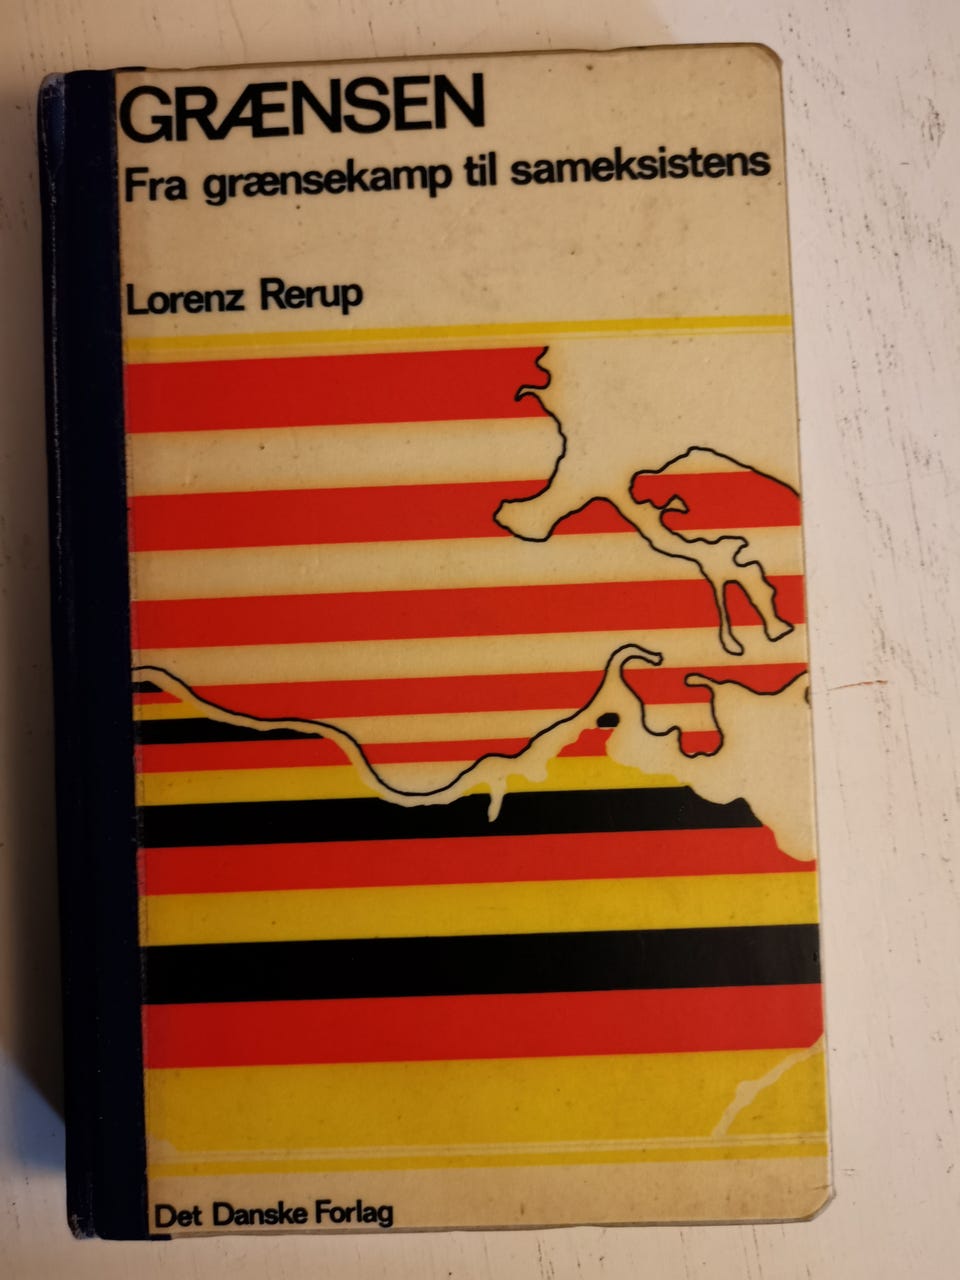 GRÆNSEN
Fra grænsekamp til sameksistens
Lorenz Rerup
Det Danske Forlag